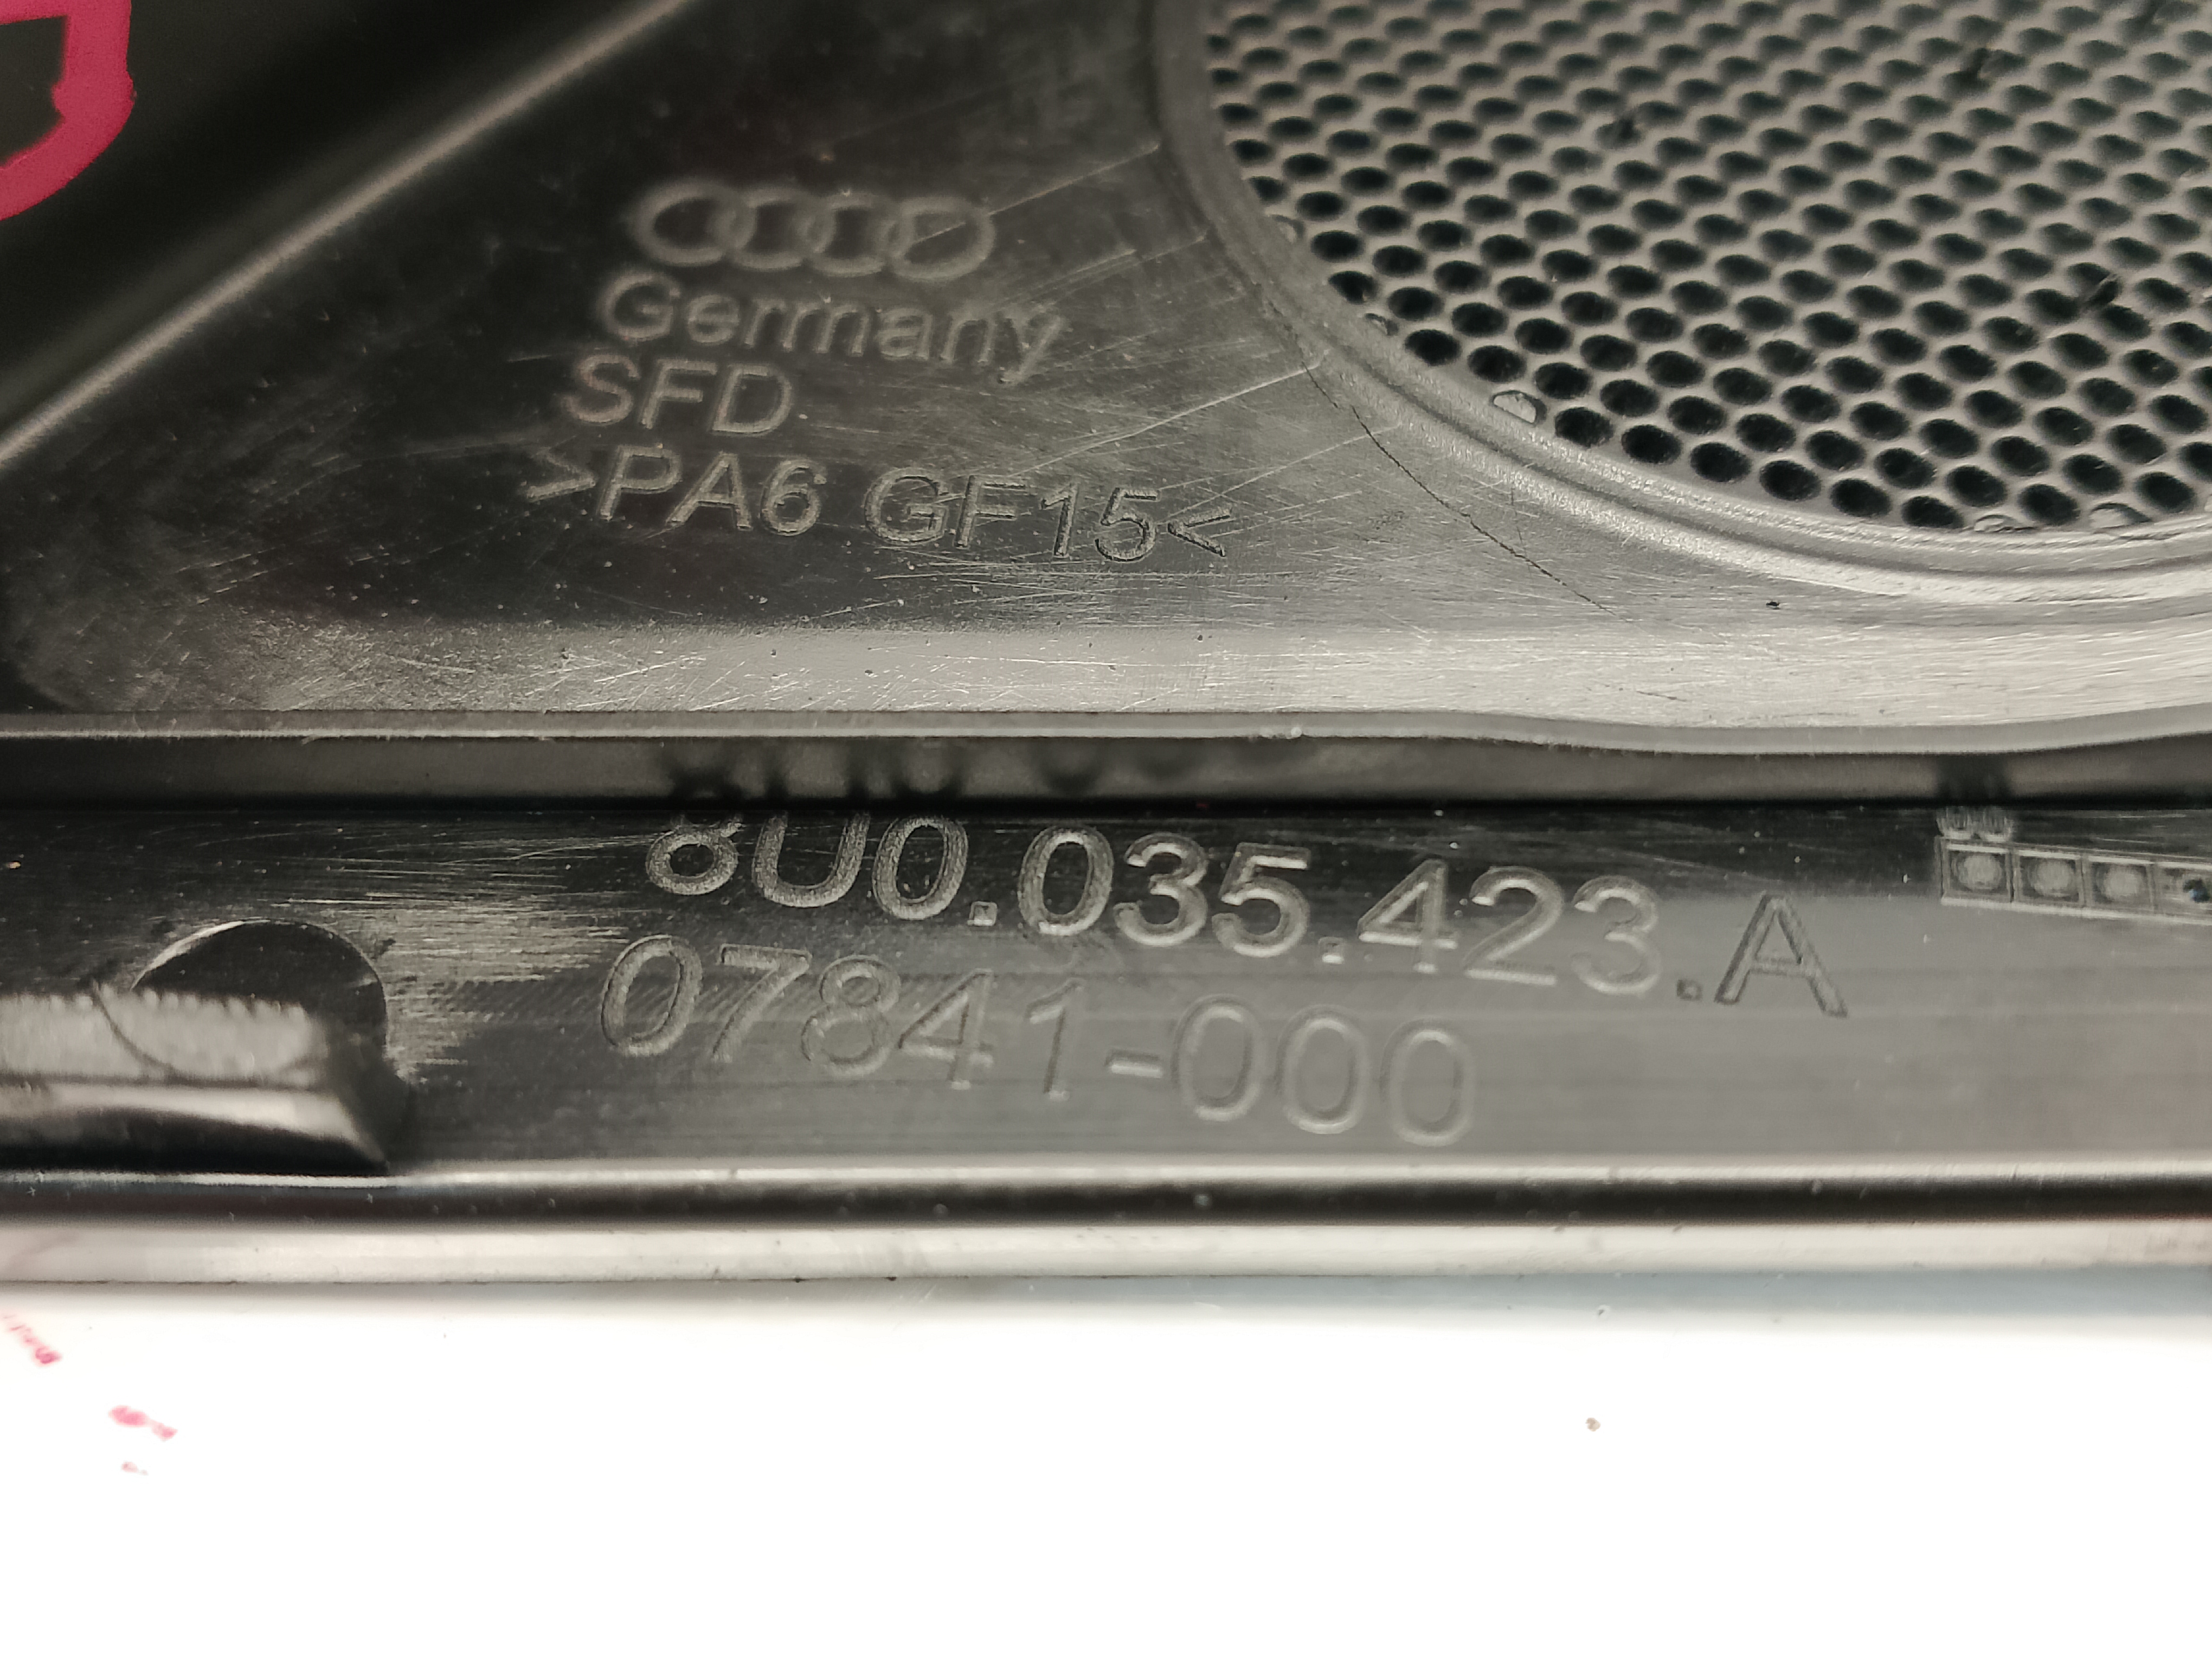 Germany
SFD
>PA6 GF15<
8U0.035.423.A
07841-000